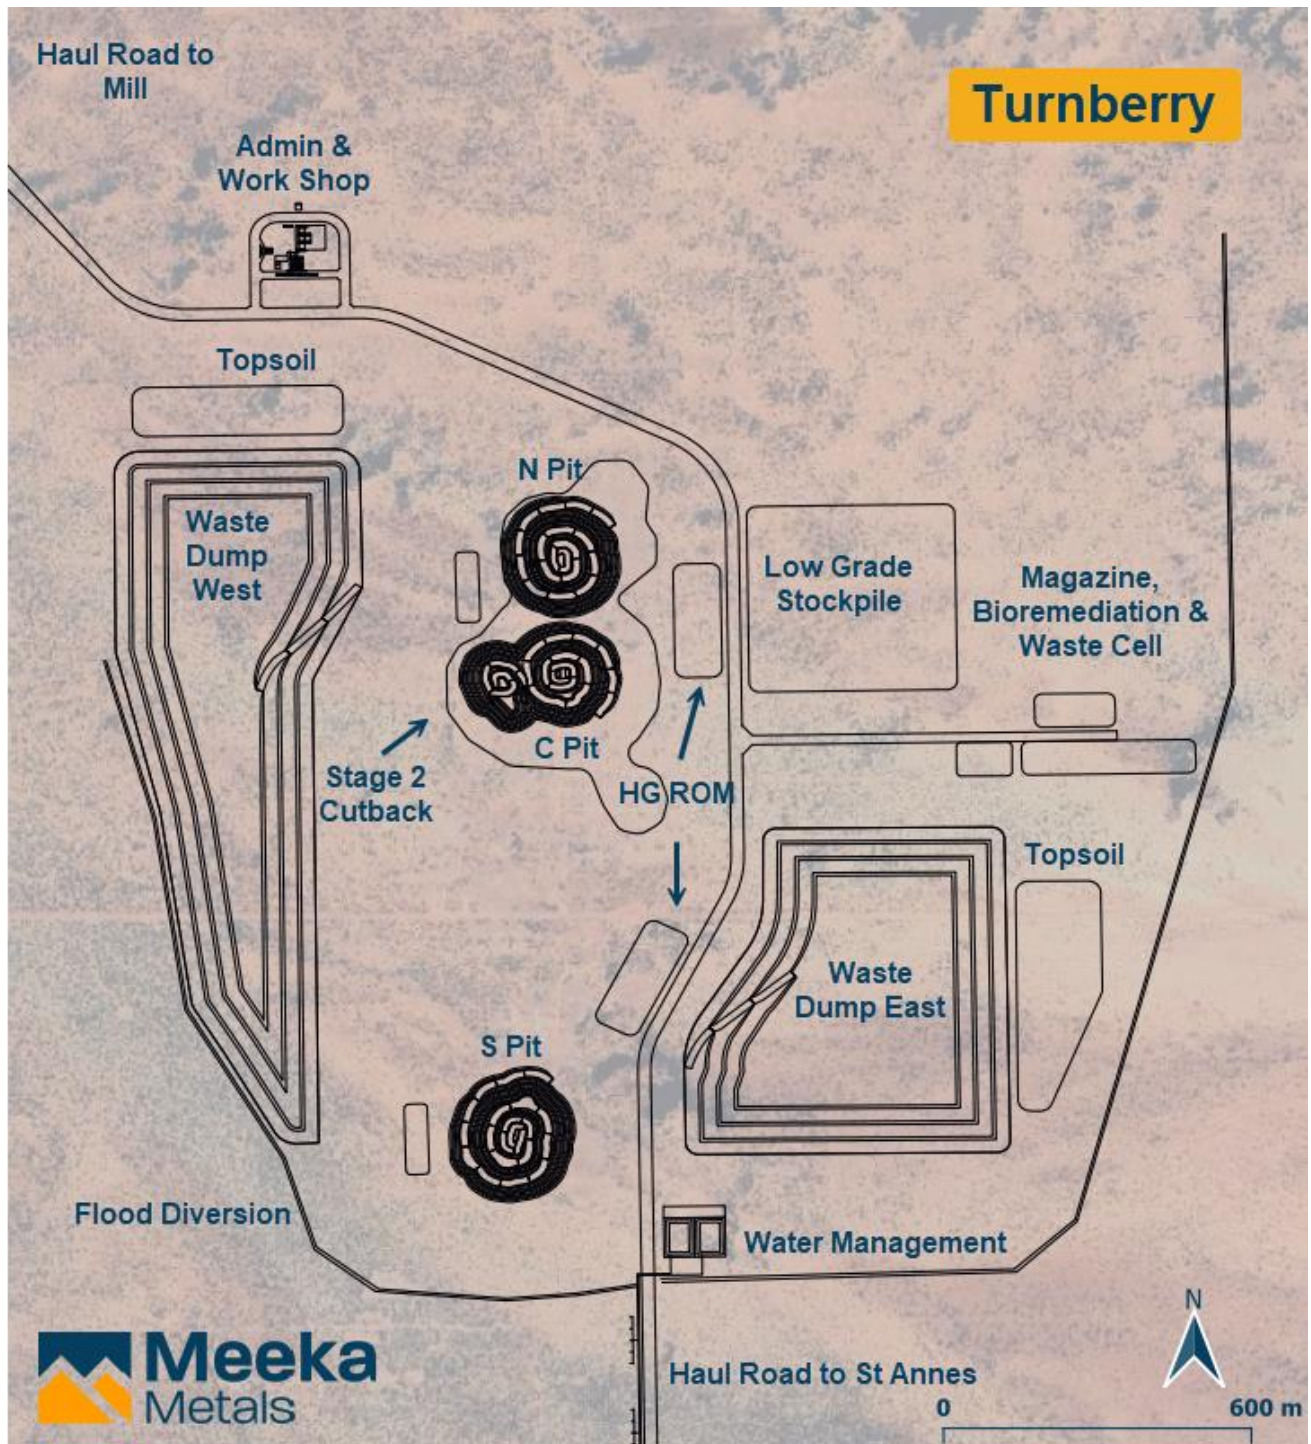 Haul Road to
Mill
Turnberry
Admin &
Work Shop
Topsoil
N Pit
Waste
Dump
West
Low Grade
Stockpile
Magazine,
Bioremediation &
Waste Cell
C Pit
Stage 2
Cutback
HG ROM
Topsoil
Waste
Dump East
S Pit
Flood Diversion
Water Management
N
Meeka
Metals
Haul Road to St Annes
0 600 m